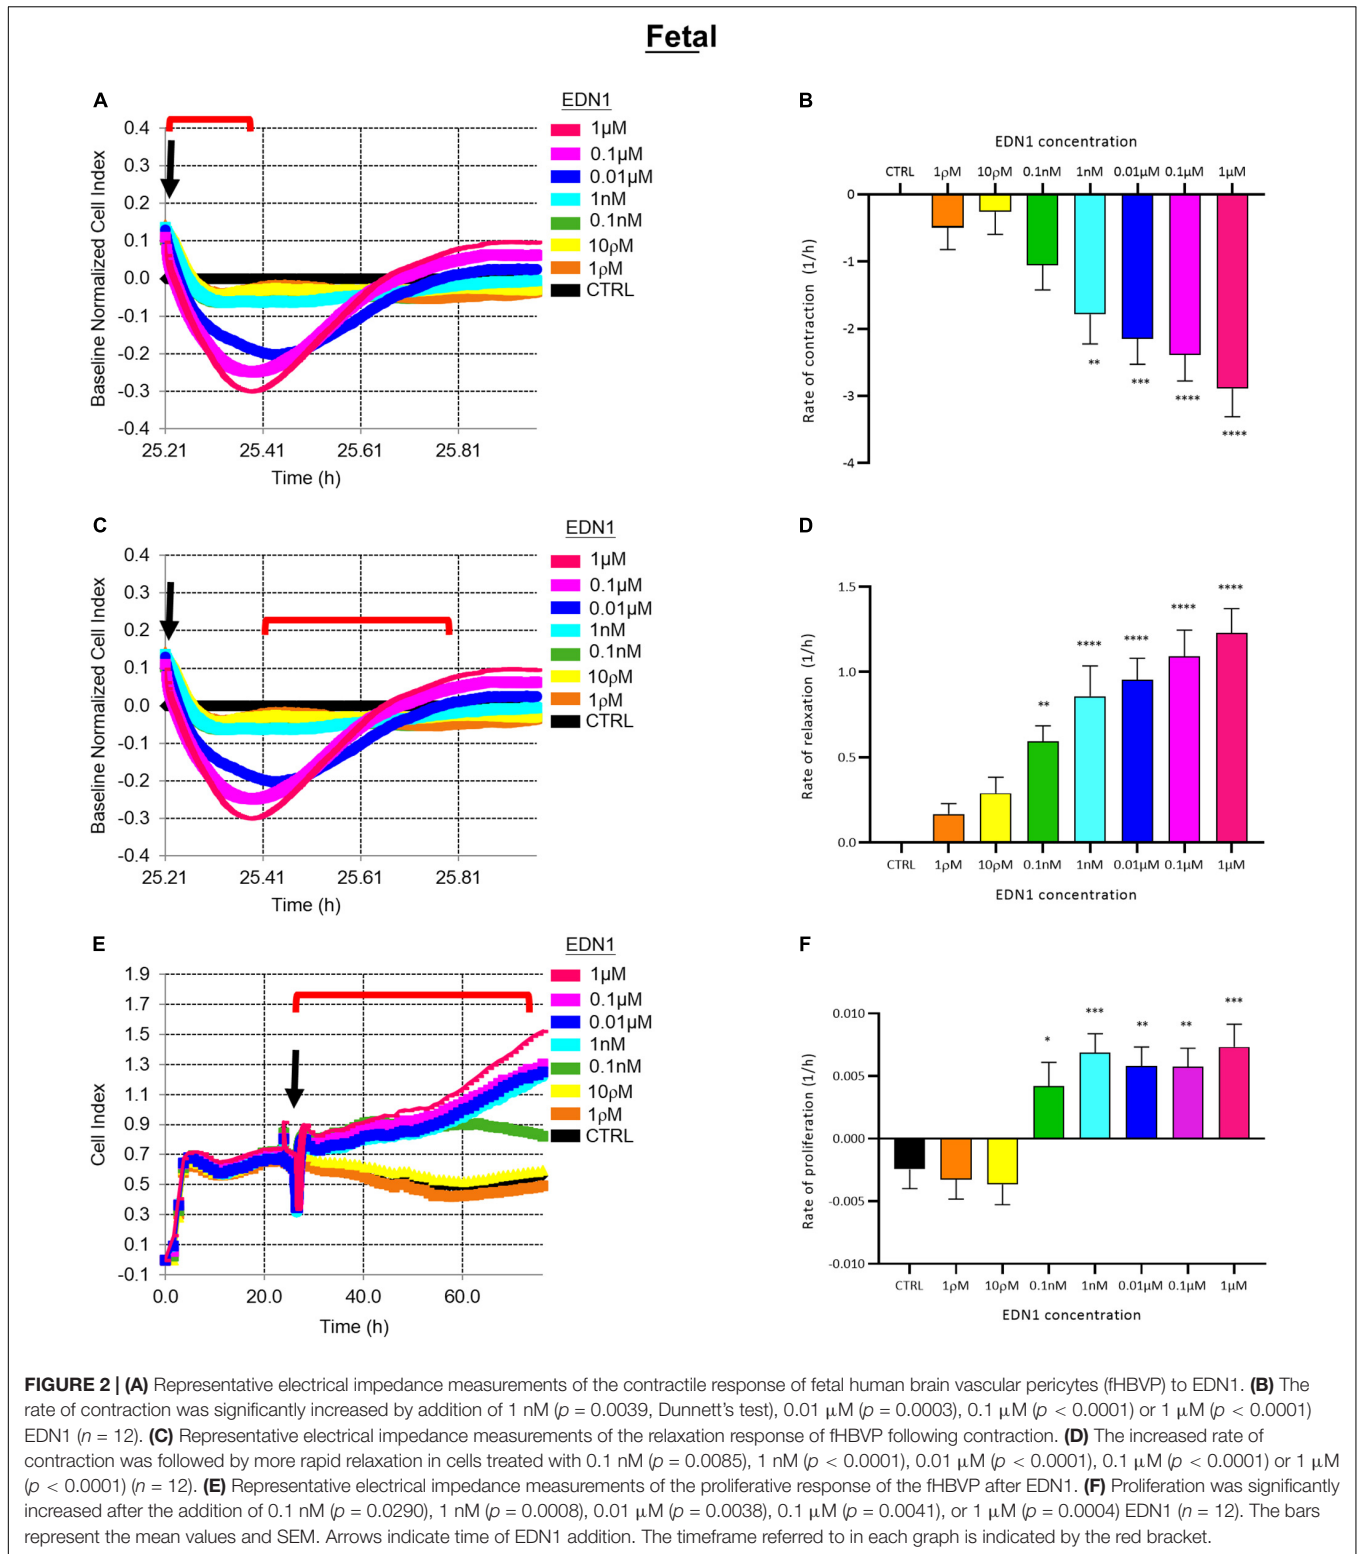 Fetal
A
EDN1
0.4
0.3
0.2
0.1
0.0
-0.1
-0.2
-0.3
-0.4
Baseline Normalized Cell Index
25.21 25.41 25.61 25.81
Time (h)
1µM
0.1µM
0.01µM
1nM
0.1nM
10ρM
1ρM
CTRL
B
EDN1 concentration
CTRL 1ρM 10ρM 0.1nM 1nM 0.01µM 0.1µM 1µM
0
-1
-2
-3
-4
Rate of contraction (1/h)
**
***
****
****
C
EDN1
0.4
0.3
0.2
0.1
0.0
-0.1
-0.2
-0.3
-0.4
Baseline Normalized Cell Index
25.21 25.41 25.61 25.81
Time (h)
1µM
0.1µM
0.01µM
1nM
0.1nM
10ρM
1ρM
CTRL
D
1.5
1.0
0.5
0.0
Rate of relaxation (1/h)
**
****
****
****
****
CTRL 1ρM 10ρM 0.1nM 1nM 0.01µM 0.1µM 1µM
EDN1 concentration
E
EDN1
1.9
1.7
1.5
1.3
1.1
0.9
0.7
0.5
0.3
0.1
-0.1
Cell Index
0.0 20.0 40.0 60.0
Time (h)
1µM
0.1µM
0.01µM
1nM
0.1nM
10ρM
1ρM
CTRL
F
0.010
0.005
0.000
-0.005
-0.010
Rate of proliferation (1/h)
*
***
**
**
***
CTRL 1ρM 10ρM 0.1nM 1nM 0.01µM 0.1µM 1µM
EDN1 concentration
FIGURE 2 | (A) Representative electrical impedance measurements of the contractile response of fetal human brain vascular pericytes (fHBVP) to EDN1. (B) The
rate of contraction was significantly increased by addition of 1 nM (p = 0.0039, Dunnett's test), 0.01 µM (p = 0.0003), 0.1 µM (p < 0.0001) or 1 µM (p < 0.0001)
EDN1 (n = 12). (C) Representative electrical impedance measurements of the relaxation response of fHBVP following contraction. (D) The increased rate of
contraction was followed by more rapid relaxation in cells treated with 0.1 nM (p = 0.0085), 1 nM (p < 0.0001), 0.01 µM (p < 0.0001), 0.1 µM (p < 0.0001) or 1 µM
(p < 0.0001) (n = 12). (E) Representative electrical impedance measurements of the proliferative response of the fHBVP after EDN1. (F) Proliferation was significantly
increased after the addition of 0.1 nM (p = 0.0290), 1 nM (p = 0.0008), 0.01 µM (p = 0.0038), 0.1 µM (p = 0.0041), or 1 µM (p = 0.0004) EDN1 (n = 12). The bars
represent the mean values and SEM. Arrows indicate time of EDN1 addition. The timeframe referred to in each graph is indicated by the red bracket.